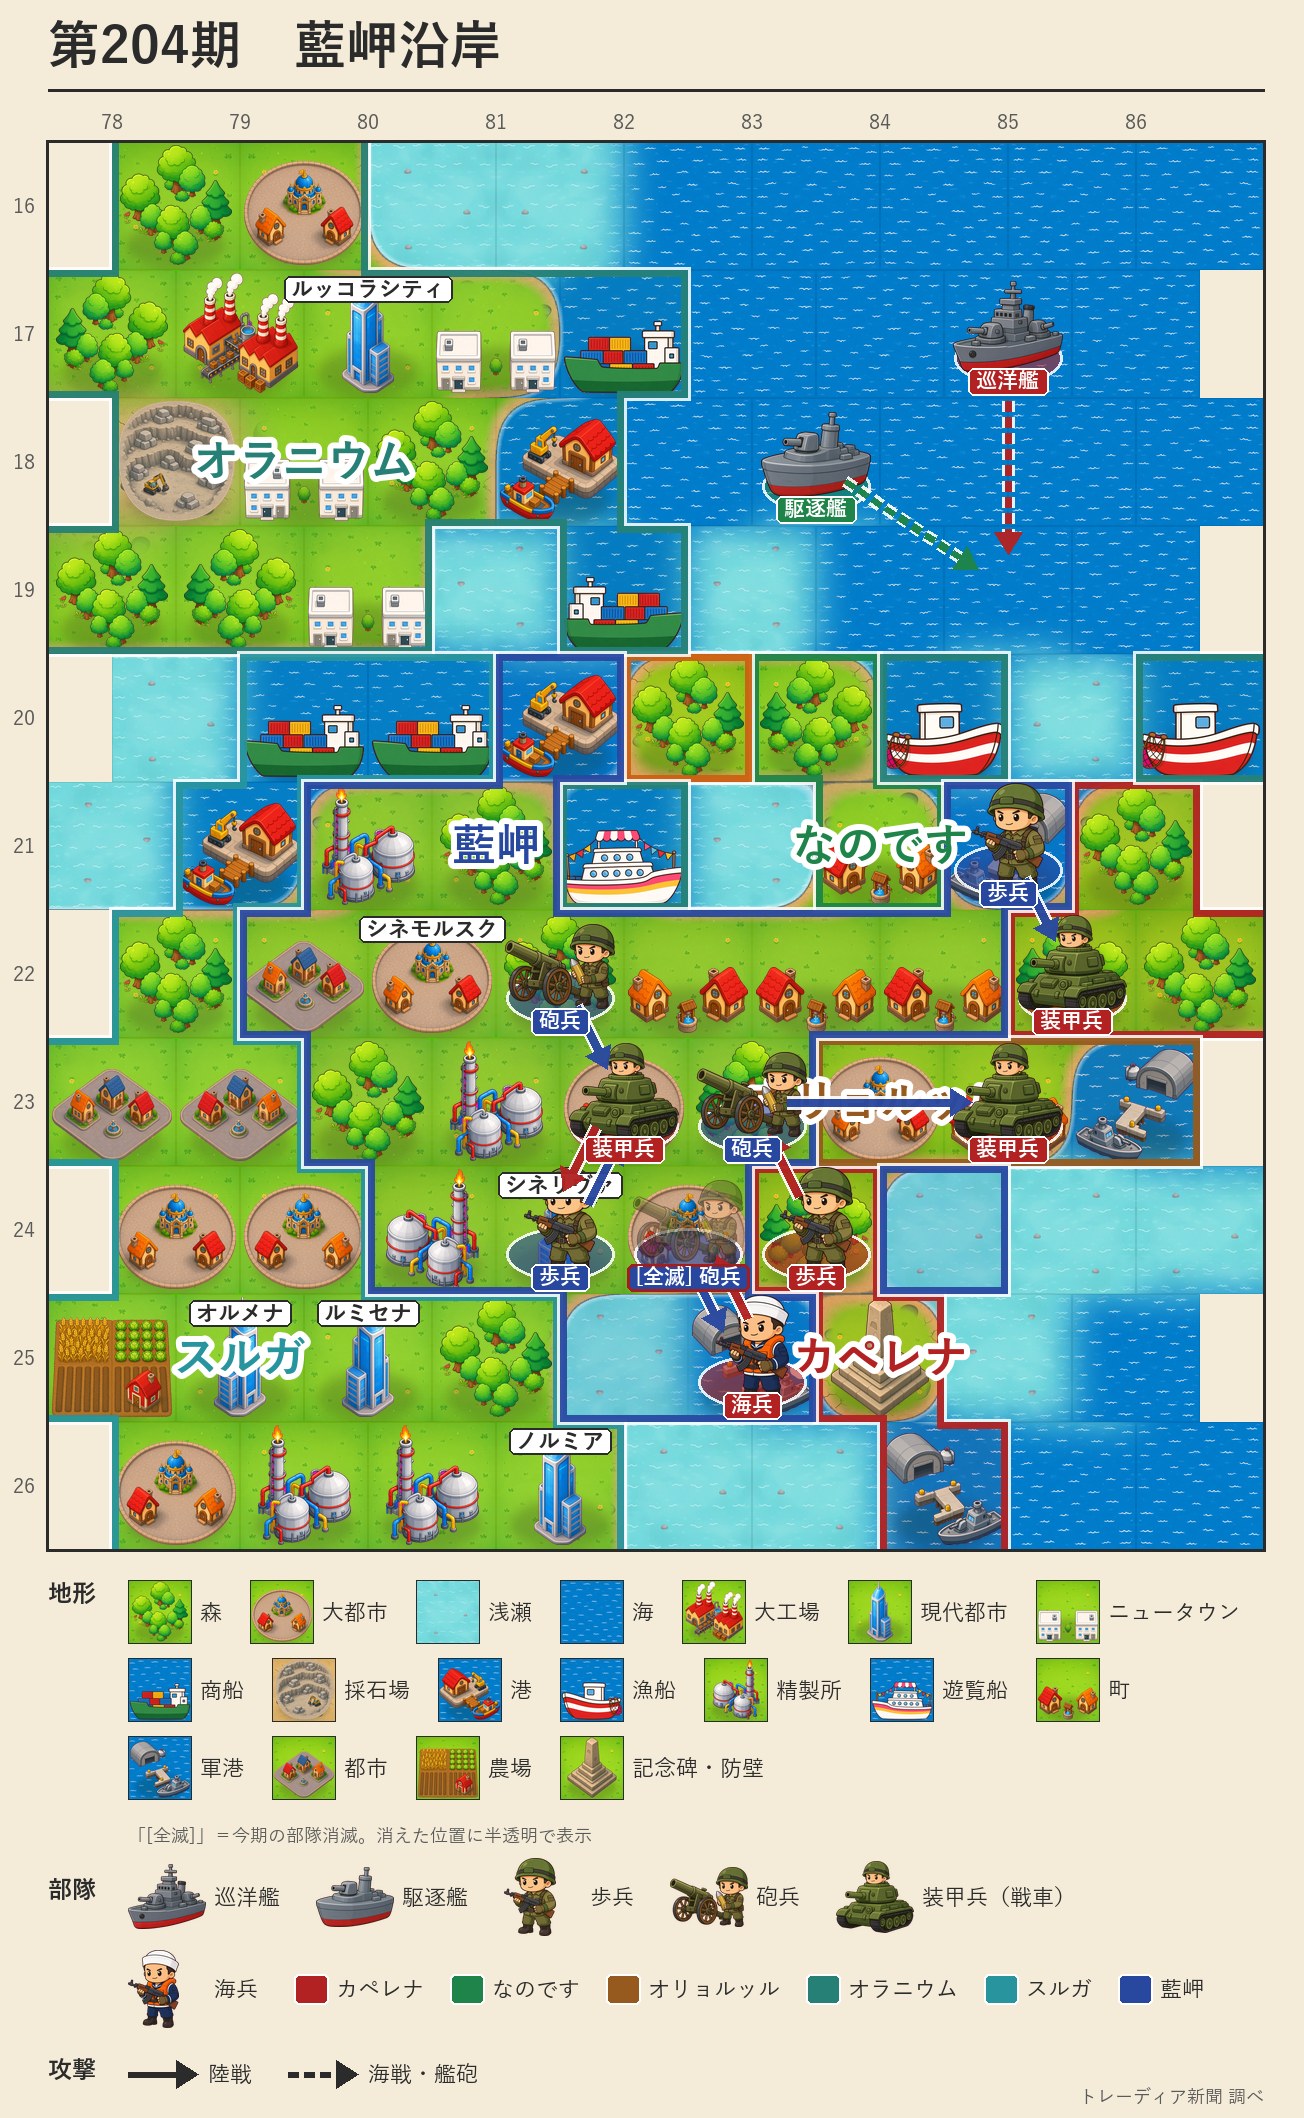 第204期　藍岬沿岸
78 79 80 81 82 83 84 85 86
16
ルッコラシティ
17
巡洋艦
18
オラニウム
駆逐艦
19
20
21
藍岬
なのです
歩兵
シネモルスク
22
砲兵
装甲兵
23
装甲兵
砲兵
装甲兵
24
歩兵
[全滅] 砲兵
歩兵
オルメナ
ルミセナ
25
スルガ
カペレナ
海兵
ノルミア
26
地形
森 大都市 浅瀬 海 大工場 現代都市 ニュータウン
商船 採石場 港 漁船 精製所 遊覧船 町
軍港 都市 農場 記念碑・防壁
「[全滅]」＝今期の部隊消滅。消えた位置に半透明で表示
部隊
巡洋艦 駆逐艦 歩兵 砲兵 装甲兵（戦車）
海兵 カペレナ なのです オリョルッル オラニウム スルガ 藍岬
攻撃
陸戦 海戦・艦砲
トレーディア新聞 調べ